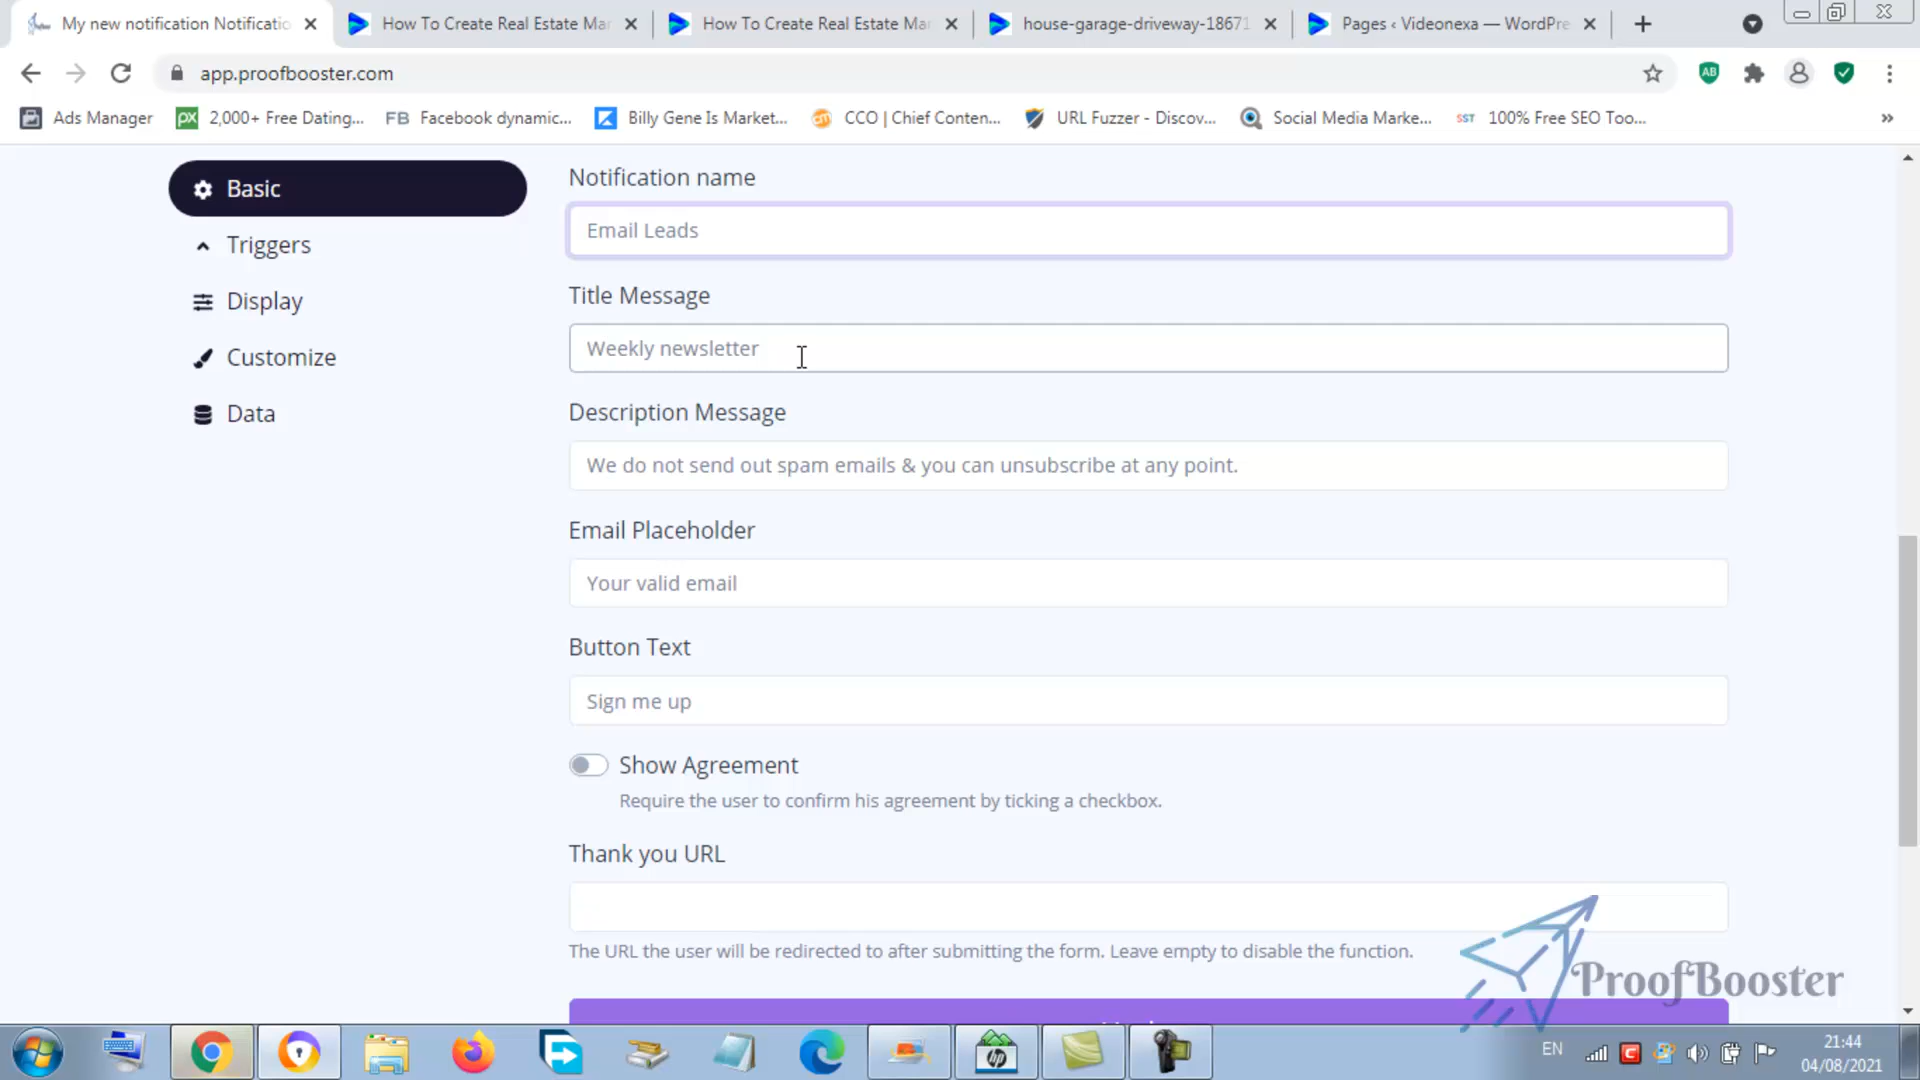 My new notification Notificatio
How To Create Real Estate Mar
How To Create Real Estate Mar
house-garage-driveway-18671
Pages ‹ Videonexa — WordPre
app.proofbooster.com
AB
Ads Manager
px 2,000+ Free Dating...
FB Facebook dynamic...
Billy Gene Is Market...
CCO | Chief Conten...
URL Fuzzer - Discov...
Social Media Marke...
SST 100% Free SEO Too...
»
Basic
Triggers
Display
Customize
Data
Notification name
Email Leads
Title Message
Weekly newsletter
Description Message
We do not send out spam emails & you can unsubscribe at any point.
Email Placeholder
Your valid email
Button Text
Sign me up
Show Agreement
Require the user to confirm his agreement by ticking a checkbox.
Thank you URL
The URL the user will be redirected to after submitting the form. Leave empty to disable the function.
ProofBooster
hp
EN
C
21:44
04/08/2021